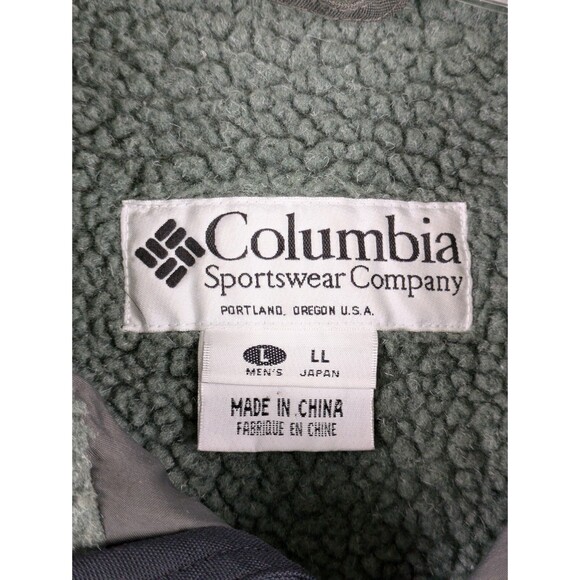 Columbia
Sportswear Company
PORTLAND, OREGON U.S.A.
L LL
MEN'S JAPAN
MADE IN CHINA
FABRIQUE EN CHINE